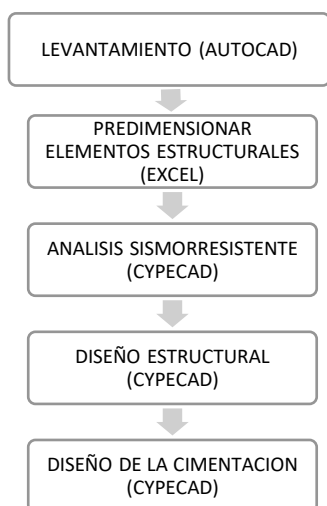 LEVANTAMIENTO (AUTOCAD)
PREDIMENSIONAR
ELEMENTOS ESTRUCTURALES
(EXCEL)
ANALISIS SISMORRESISTENTE
(CYPECAD)
DISEÑO ESTRUCTURAL
(CYPECAD)
DISEÑO DE LA CIMENTACION
(CYPECAD)